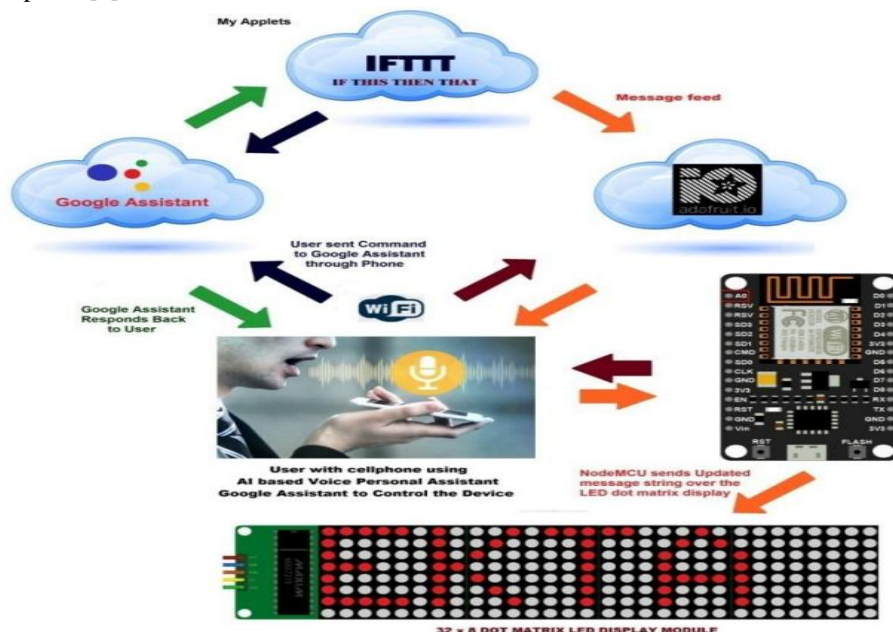 My Applets
IFTTT
IF THIS THEN THAT
Message feed
Google Assistant
adafruit.io
User sent Command
to Google Assistant
through Phone
WiFi
Google Assistant
Responds Back
to User
User with cellphone using
AI based Voice Personal Assistant
Google Assistant to Control the Device
A0
RSV
RSV
SD3
SD2
SD1
CMD
SD0
CLK
GND
3V3
EN
RST
GND
Vin
D0
D1
D2
D3
D4
3V3
GND
D5
D6
D7
D8
RX
TX
GND
3V3
RST
FLASH
NodeMCU sends Updated
message string over the
LED dot matrix display
MAXIM
32 x 8 DOT MATRIX LED DISPLAY MODULE